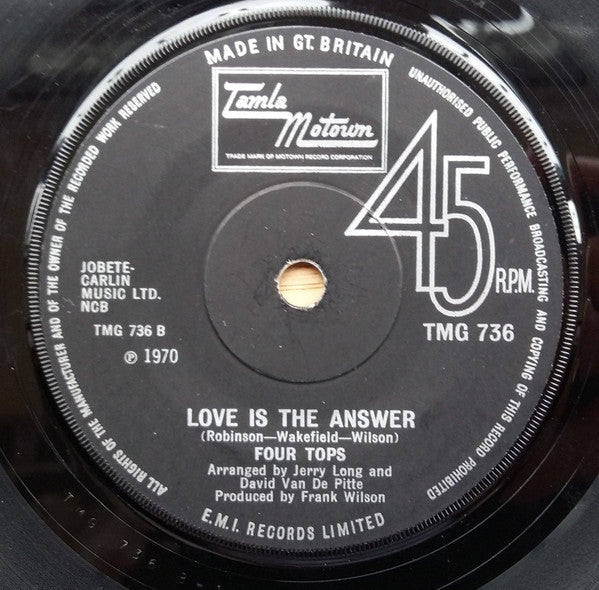 MADE IN GT. BRITAIN
Tamla
Motown
TRADE MARK OF MOTOWN RECORD CORPORATION
UNAUTHORISED PUBLIC PERFORMANCE BROADCASTING AND COPYING OF THIS RECORD PROHIBITED
ALL RIGHTS OF THE MANUFACTURER AND OF THE OWNER OF THE RECORDED WORK RESERVED
45
R.P.M.
JOBETE-
CARLIN
MUSIC LTD.
NCB
TMG 736 B
℗ 1970
TMG 736
LOVE IS THE ANSWER
(Robinson—Wakefield—Wilson)
FOUR TOPS
Arranged by Jerry Long and
David Van De Pitte
Produced by Frank Wilson
E.M.I. RECORDS LIMITED